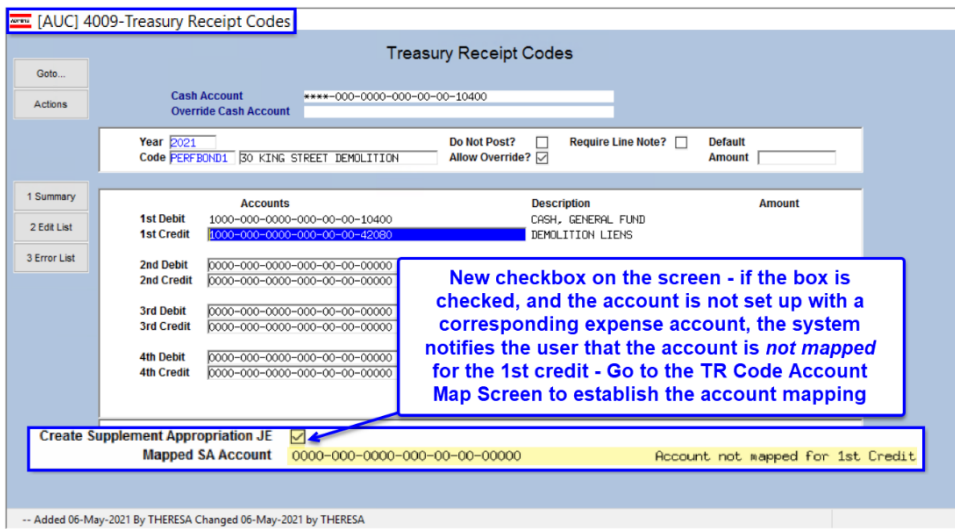 [AUC] 4009-Treasury Receipt Codes
Treasury Receipt Codes
Goto...
Actions
Cash Account ****-000-0000-000-00-00-10400
Override Cash Account
Year 2021 Do Not Post? Require Line Note? Default
Code PERFBOND1 30 KING STREET DEMOLITION Allow Override? Amount
1 Summary
2 Edit List
3 Error List
Accounts Description Amount
1st Debit 1000-000-0000-000-00-00-10400 CASH, GENERAL FUND
1st Credit 1000-000-0000-000-00-00-42080 DEMOLITION LIENS
2nd Debit 0000-000-0000-000-00-00-00000
2nd Credit 0000-000-0000-000-00-00-00000
3rd Debit 0000-000-0000-000-00-00-00000
3rd Credit 0000-000-0000-000-00-00-00000
4th Debit 0000-000-0000-000-00-00-00000
4th Credit 0000-000-0000-000-00-00-00000
New checkbox on the screen - if the box is
checked, and the account is not set up with a
corresponding expense account, the system
notifies the user that the account is not mapped
for the 1st credit - Go to the TR Code Account
Map Screen to establish the account mapping
Create Supplement Appropriation JE
Mapped SA Account 0000-000-0000-000-00-00-00000 Account not mapped for 1st Credit
-- Added 06-May-2021 By THERESA Changed 06-May-2021 by THERESA